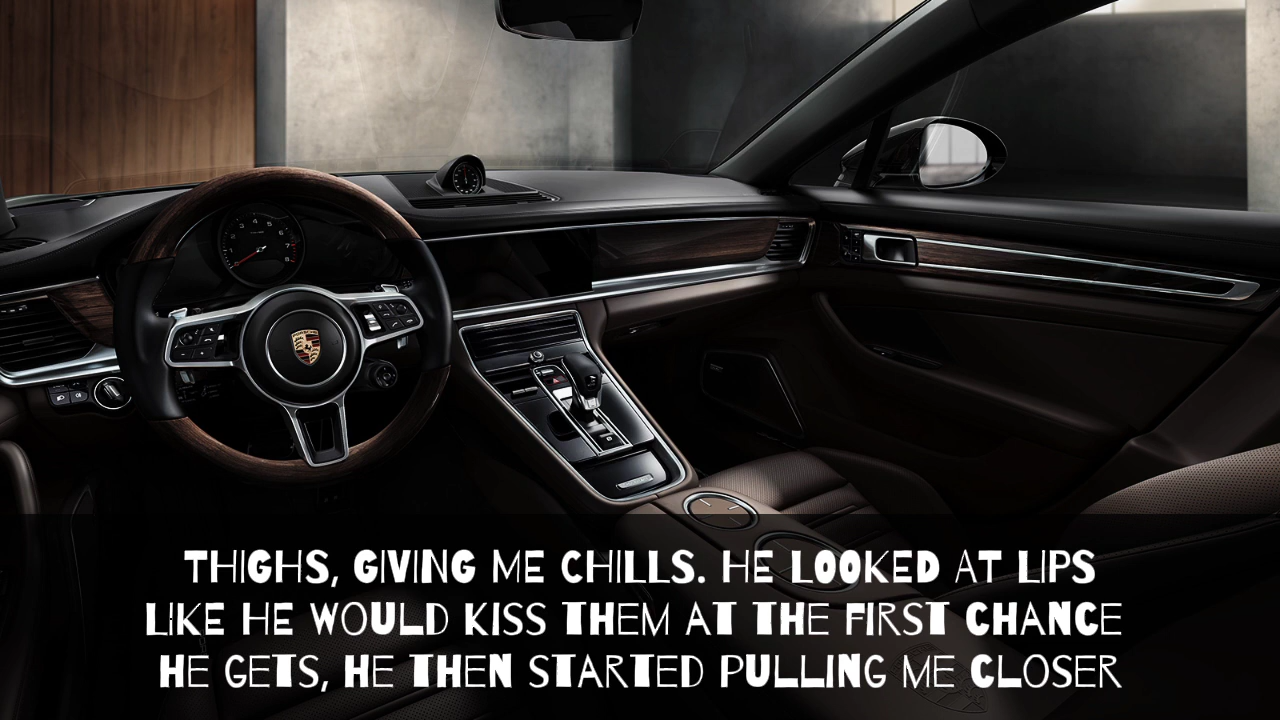 THIGHS, GIVING ME CHILLS. HE LOOKED AT LIPS
LIKE HE WOULD KISS THEM AT THE FIRST CHANCE
HE GETS, HE THEN STARTED PULLING ME CLOSER